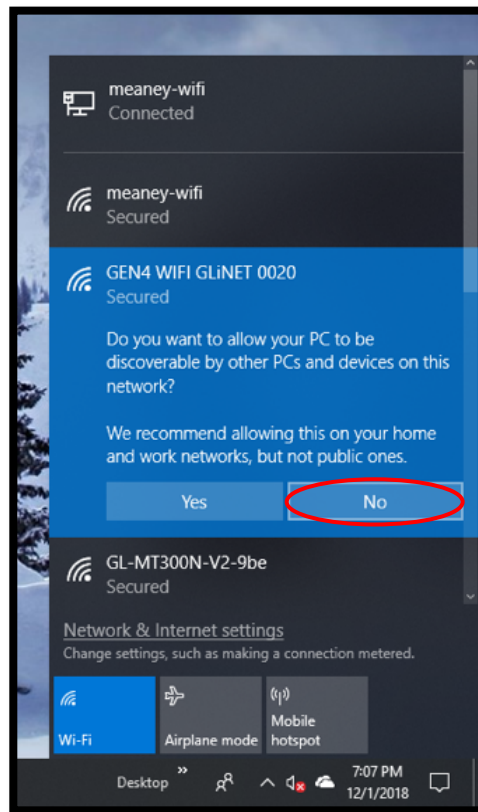 meaney-wifi
Connected
meaney-wifi
Secured
GEN4 WIFI GLiNET 0020
Secured
Do you want to allow your PC to be
discoverable by other PCs and devices on this
network?
We recommend allowing this on your home
and work networks, but not public ones.
Yes No
GL-MT300N-V2-9be
Secured
Network & Internet settings
Change settings, such as making a connection metered.
Wi-Fi Airplane mode Mobile
hotspot
Desktop » 7:07 PM
12/1/2018